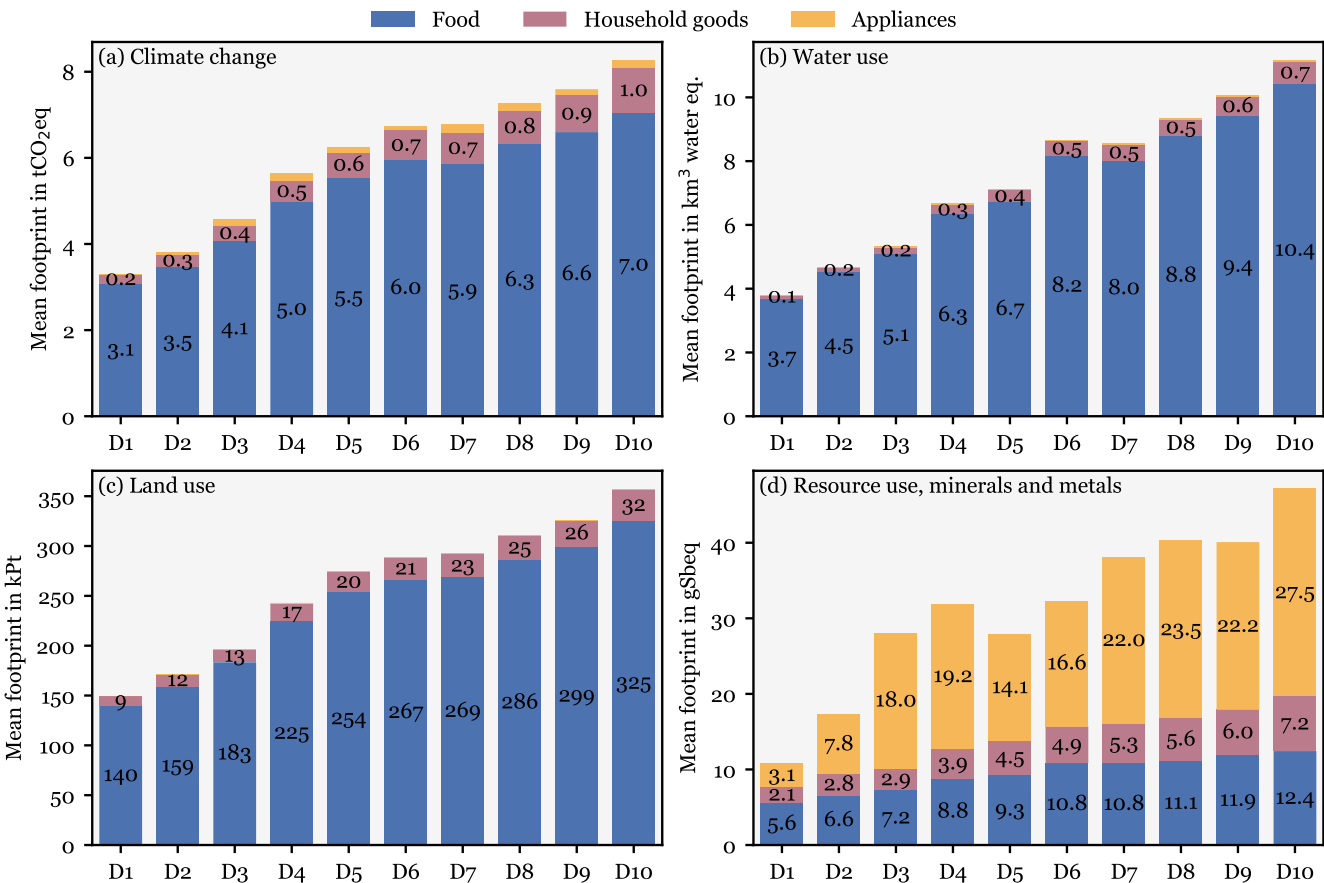 Food Household goods Appliances
(a) Climate change
Mean footprint in tCO₂eq
8
6
4
2
0
0.2 0.3 0.4 0.5 0.6 0.7 0.7 0.8 0.9 1.0
3.1 3.5 4.1 5.0 5.5 6.0 5.9 6.3 6.6 7.0
D1 D2 D3 D4 D5 D6 D7 D8 D9 D10
(b) Water use
Mean footprint in km³ water eq.
10
8
6
4
2
0
0.1 0.2 0.2 0.3 0.4 0.5 0.5 0.5 0.6 0.7
3.7 4.5 5.1 6.3 6.7 8.2 8.0 8.8 9.4 10.4
D1 D2 D3 D4 D5 D6 D7 D8 D9 D10
(c) Land use
Mean footprint in kPt
350
300
250
200
150
100
50
0
9 12 13 17 20 21 23 25 26 32
140 159 183 225 254 267 269 286 299 325
D1 D2 D3 D4 D5 D6 D7 D8 D9 D10
(d) Resource use, minerals and metals
Mean footprint in gSbeq
40
30
20
10
0
3.1 7.8 18.0 19.2 14.1 16.6 22.0 23.5 22.2 27.5
2.1 2.8 2.9 3.9 4.5 4.9 5.3 5.6 6.0 7.2
5.6 6.6 7.2 8.8 9.3 10.8 10.8 11.1 11.9 12.4
D1 D2 D3 D4 D5 D6 D7 D8 D9 D10